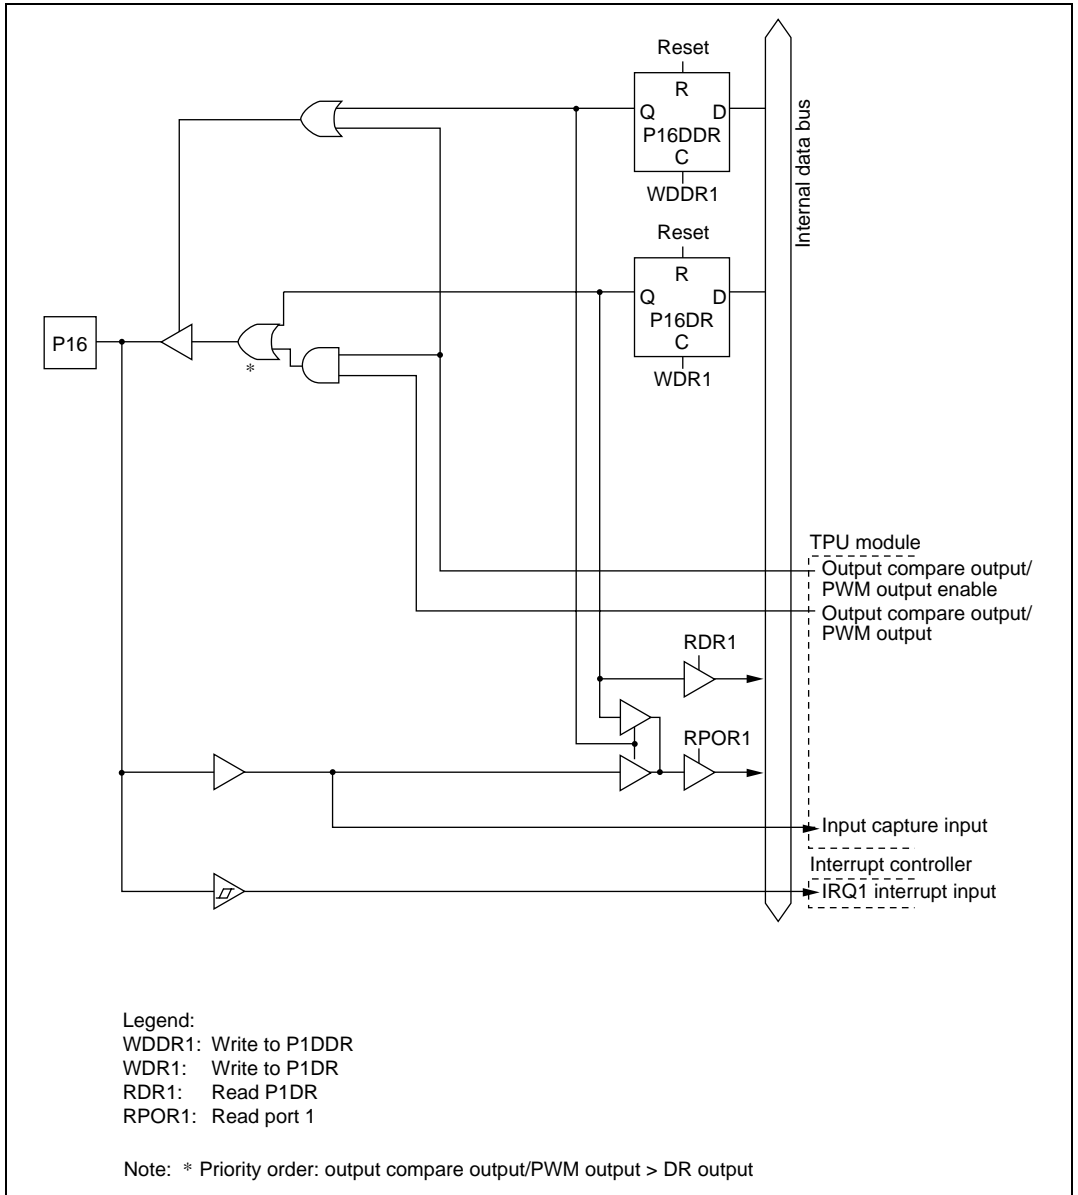 Reset
R
Q D
P16DDR
C
WDDR1
Internal data bus
Reset
R
Q D
P16DR
C
WDR1
P16
*
TPU module
Output compare output/
PWM output enable
Output compare output/
PWM output
RDR1
RPOR1
Input capture input
Interrupt controller
IRQ1 interrupt input
Legend:
WDDR1: Write to P1DDR
WDR1: Write to P1DR
RDR1: Read P1DR
RPOR1: Read port 1
Note: * Priority order: output compare output/PWM output > DR output